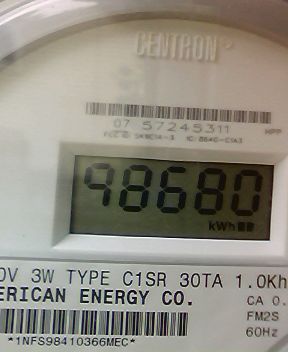 CENTRON®
07 57245311 HPP
98680
kWh
0V 3W TYPE C1SR 30TA 1.0Kh
ERICAN ENERGY CO.
CA 0.
FM2S
60Hz
*1NFS98410366MEC*